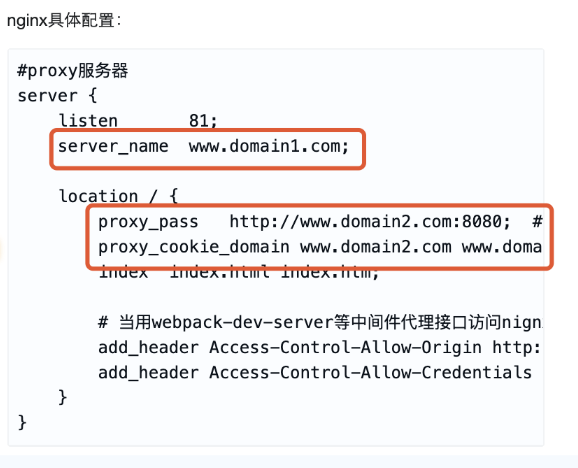 nginx具体配置：
#proxy服务器
server {
    listen       81;
    server_name  www.domain1.com;
    location / {
        proxy_pass   http://www.domain2.com:8080;  #
        proxy_cookie_domain www.domain2.com www.doma
        index  index.html index.htm;
        # 当用webpack-dev-server等中间件代理接口访问nign
        add_header Access-Control-Allow-Origin http:
        add_header Access-Control-Allow-Credentials
    }
}